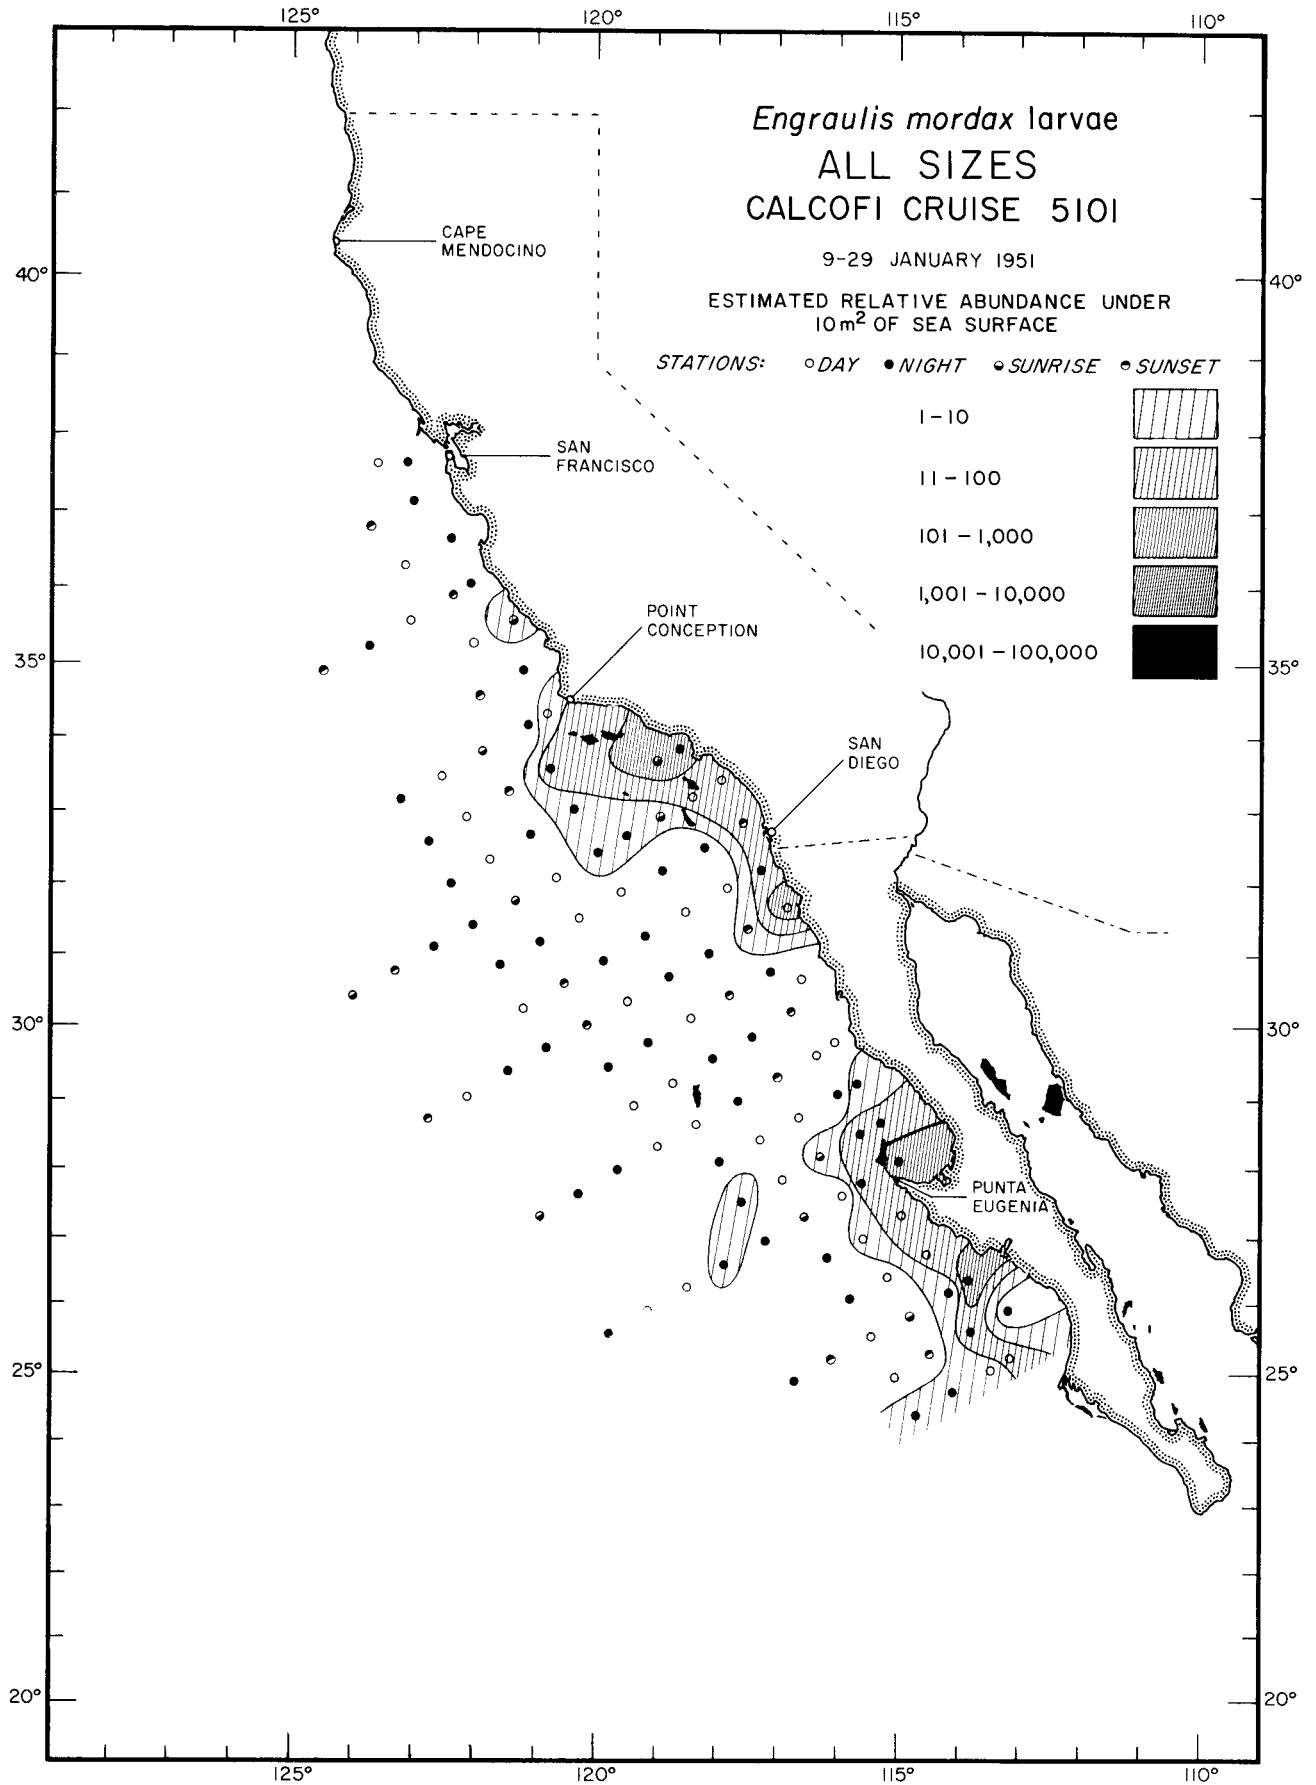 125° 120° 115° 110°
Engraulis mordax larvae
ALL SIZES
CALCOFI CRUISE 5101
9-29 JANUARY 1951
ESTIMATED RELATIVE ABUNDANCE UNDER
10m² OF SEA SURFACE
STATIONS: DAY NIGHT SUNRISE SUNSET
1-10
11-100
101-1,000
1,001-10,000
10,001-100,000
CAPE
MENDOCINO
40° 40°
SAN
FRANCISCO
POINT
CONCEPTION
35° 35°
SAN
DIEGO
30° 30°
PUNTA
EUGENIA
25° 25°
20° 20°
125° 120° 115° 110°